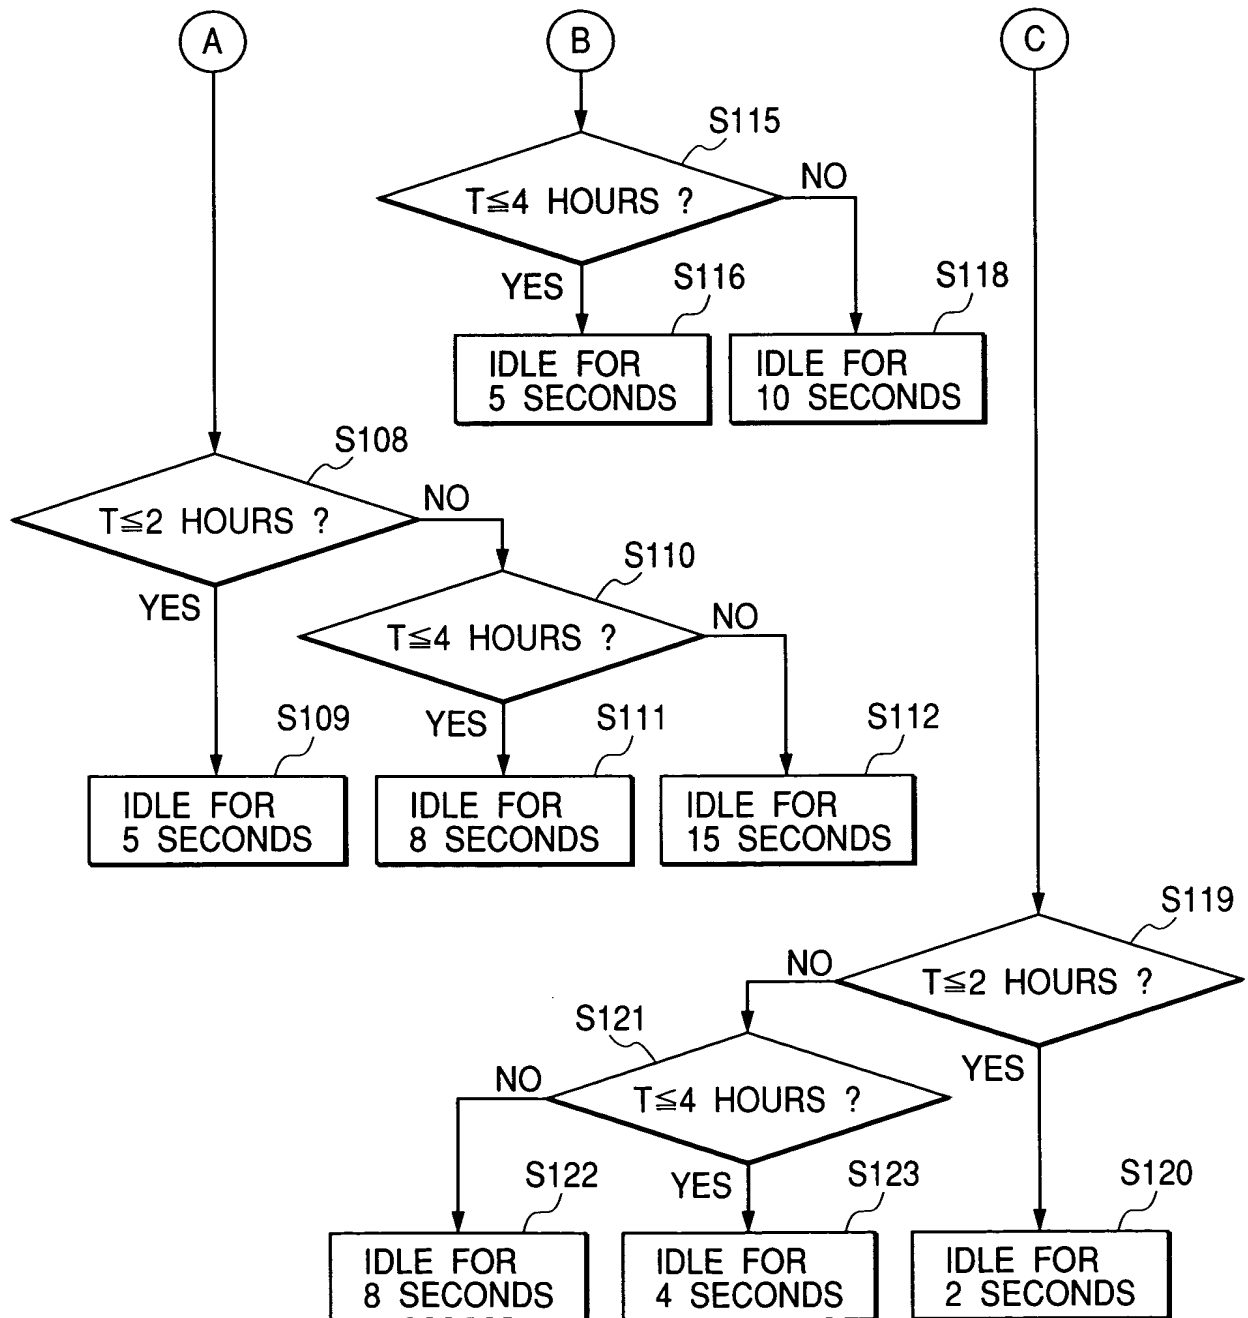 A
B
C
S115
T≦4 HOURS ?
NO
YES
S116
S118
IDLE FOR
5 SECONDS
IDLE FOR
10 SECONDS
S108
T≦2 HOURS ?
NO
YES
S110
T≦4 HOURS ?
NO
YES
S109
S111
S112
IDLE FOR
5 SECONDS
IDLE FOR
8 SECONDS
IDLE FOR
15 SECONDS
S119
T≦2 HOURS ?
NO
YES
S121
T≦4 HOURS ?
NO
YES
S122
S123
S120
IDLE FOR
8 SECONDS
IDLE FOR
4 SECONDS
IDLE FOR
2 SECONDS